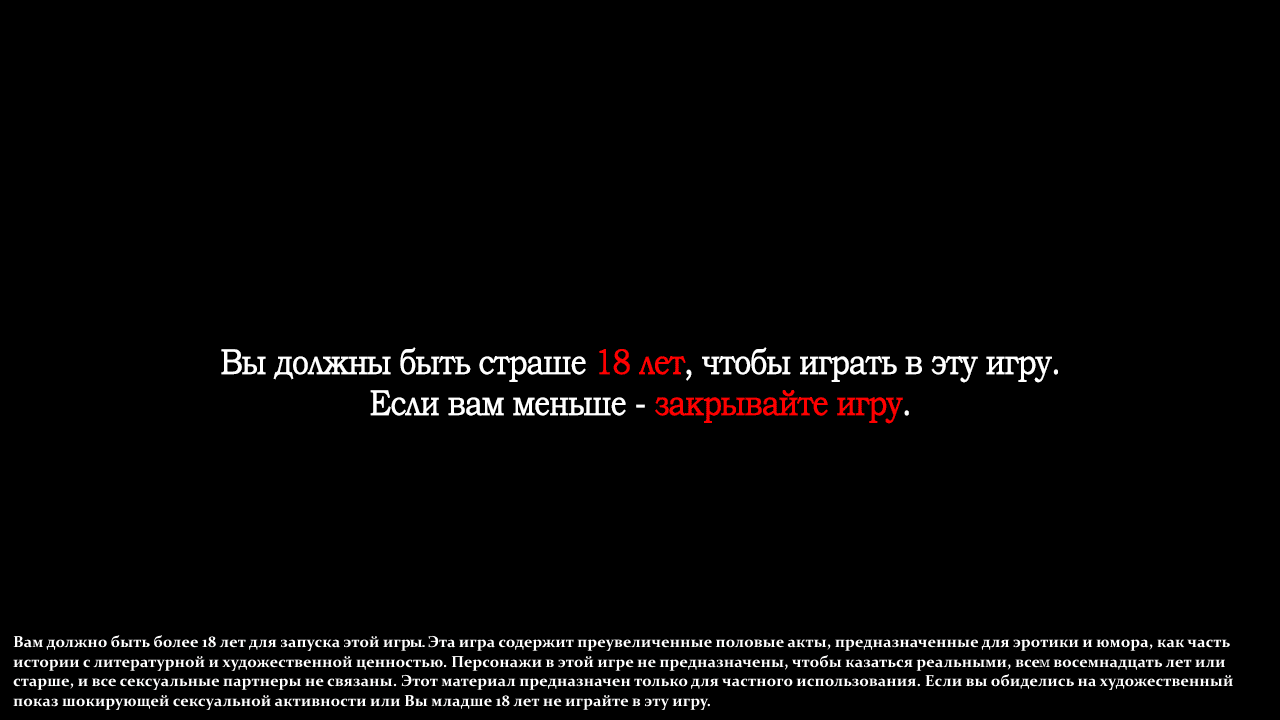 Вы должны быть страше 18 лет, чтобы играть в эту игру.
Если вам меньше - закрывайте игру.
Вам должно быть более 18 лет для запуска этой игры. Эта игра содержит преувеличенные половые акты, предназначенные для эротики и юмора, как часть
истории с литературной и художественной ценностью. Персонажи в этой игре не предназначены, чтобы казаться реальными, всем восемнадцать лет или
старше, и все сексуальные партнеры не связаны. Этот материал предназначен только для частного использования. Если вы обиделись на художественный
показ шокирующей сексуальной активности или Вы младше 18 лет не играйте в эту игру.